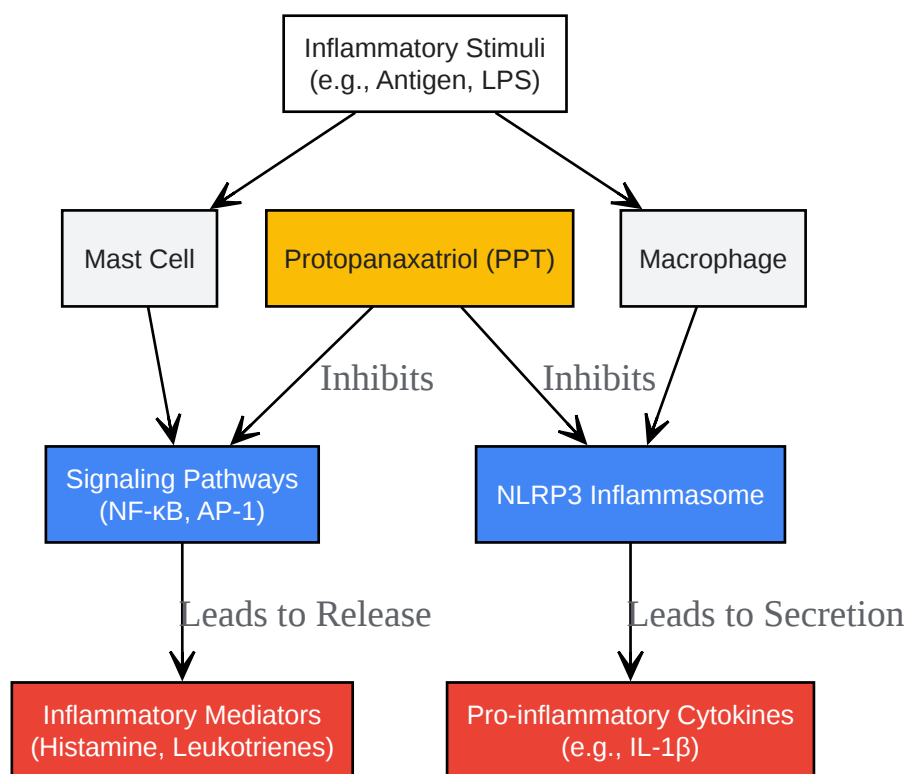 Inflammatory Stimuli
(e.g., Antigen, LPS)
Mast Cell
Protopanaxatriol (PPT)
Macrophage
Inhibits
Inhibits
Signaling Pathways
(NF-κB, AP-1)
NLRP3 Inflammasome
Leads to Release
Leads to Secretion
Inflammatory Mediators
(Histamine, Leukotrienes)
Pro-inflammatory Cytokines
(e.g., IL-1β)